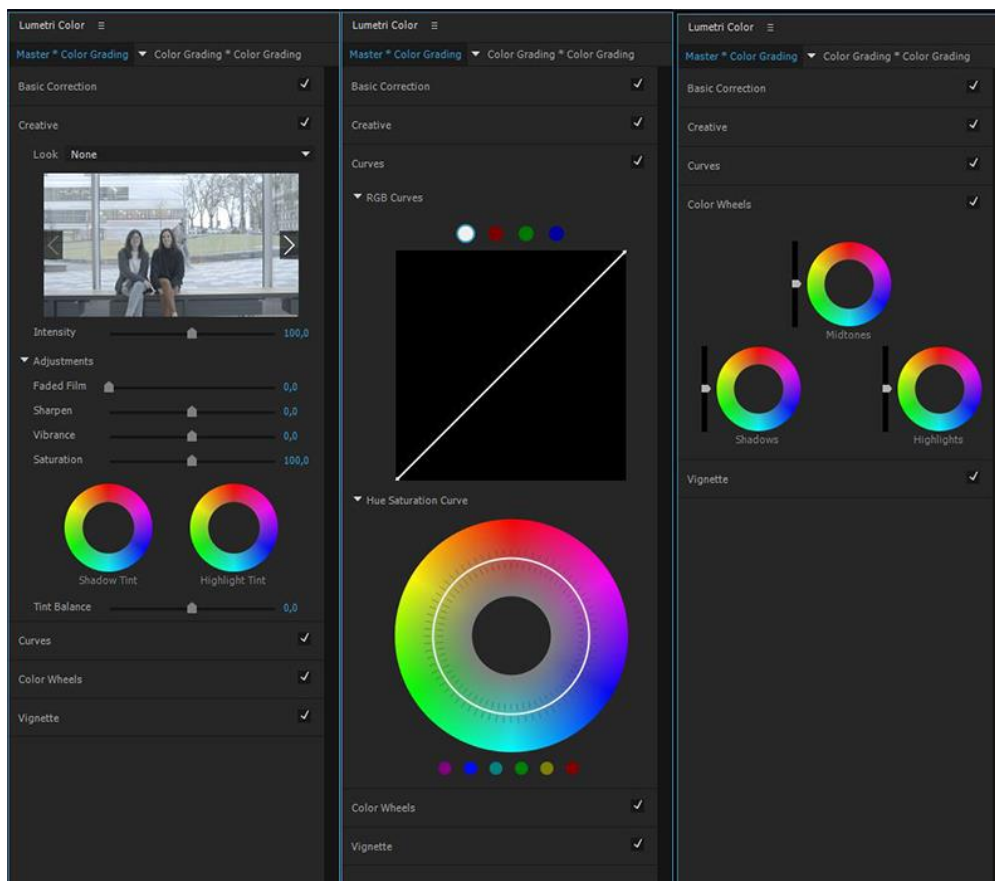 Lumetri Color
Master * Color Grading Color Grading * Color Grading
Basic Correction
Creative
Look None
Intensity 100,0
Adjustments
Faded Film 0,0
Sharpen 0,0
Vibrance 0,0
Saturation 100,0
Shadow Tint Highlight Tint
Tint Balance 0,0
Curves
Color Wheels
Vignette
Lumetri Color
Master * Color Grading Color Grading * Color Grading
Basic Correction
Creative
Curves
RGB Curves
Hue Saturation Curve
Color Wheels
Vignette
Lumetri Color
Master * Color Grading Color Grading * Color Grading
Basic Correction
Creative
Curves
Color Wheels
Midtones
Shadows Highlights
Vignette